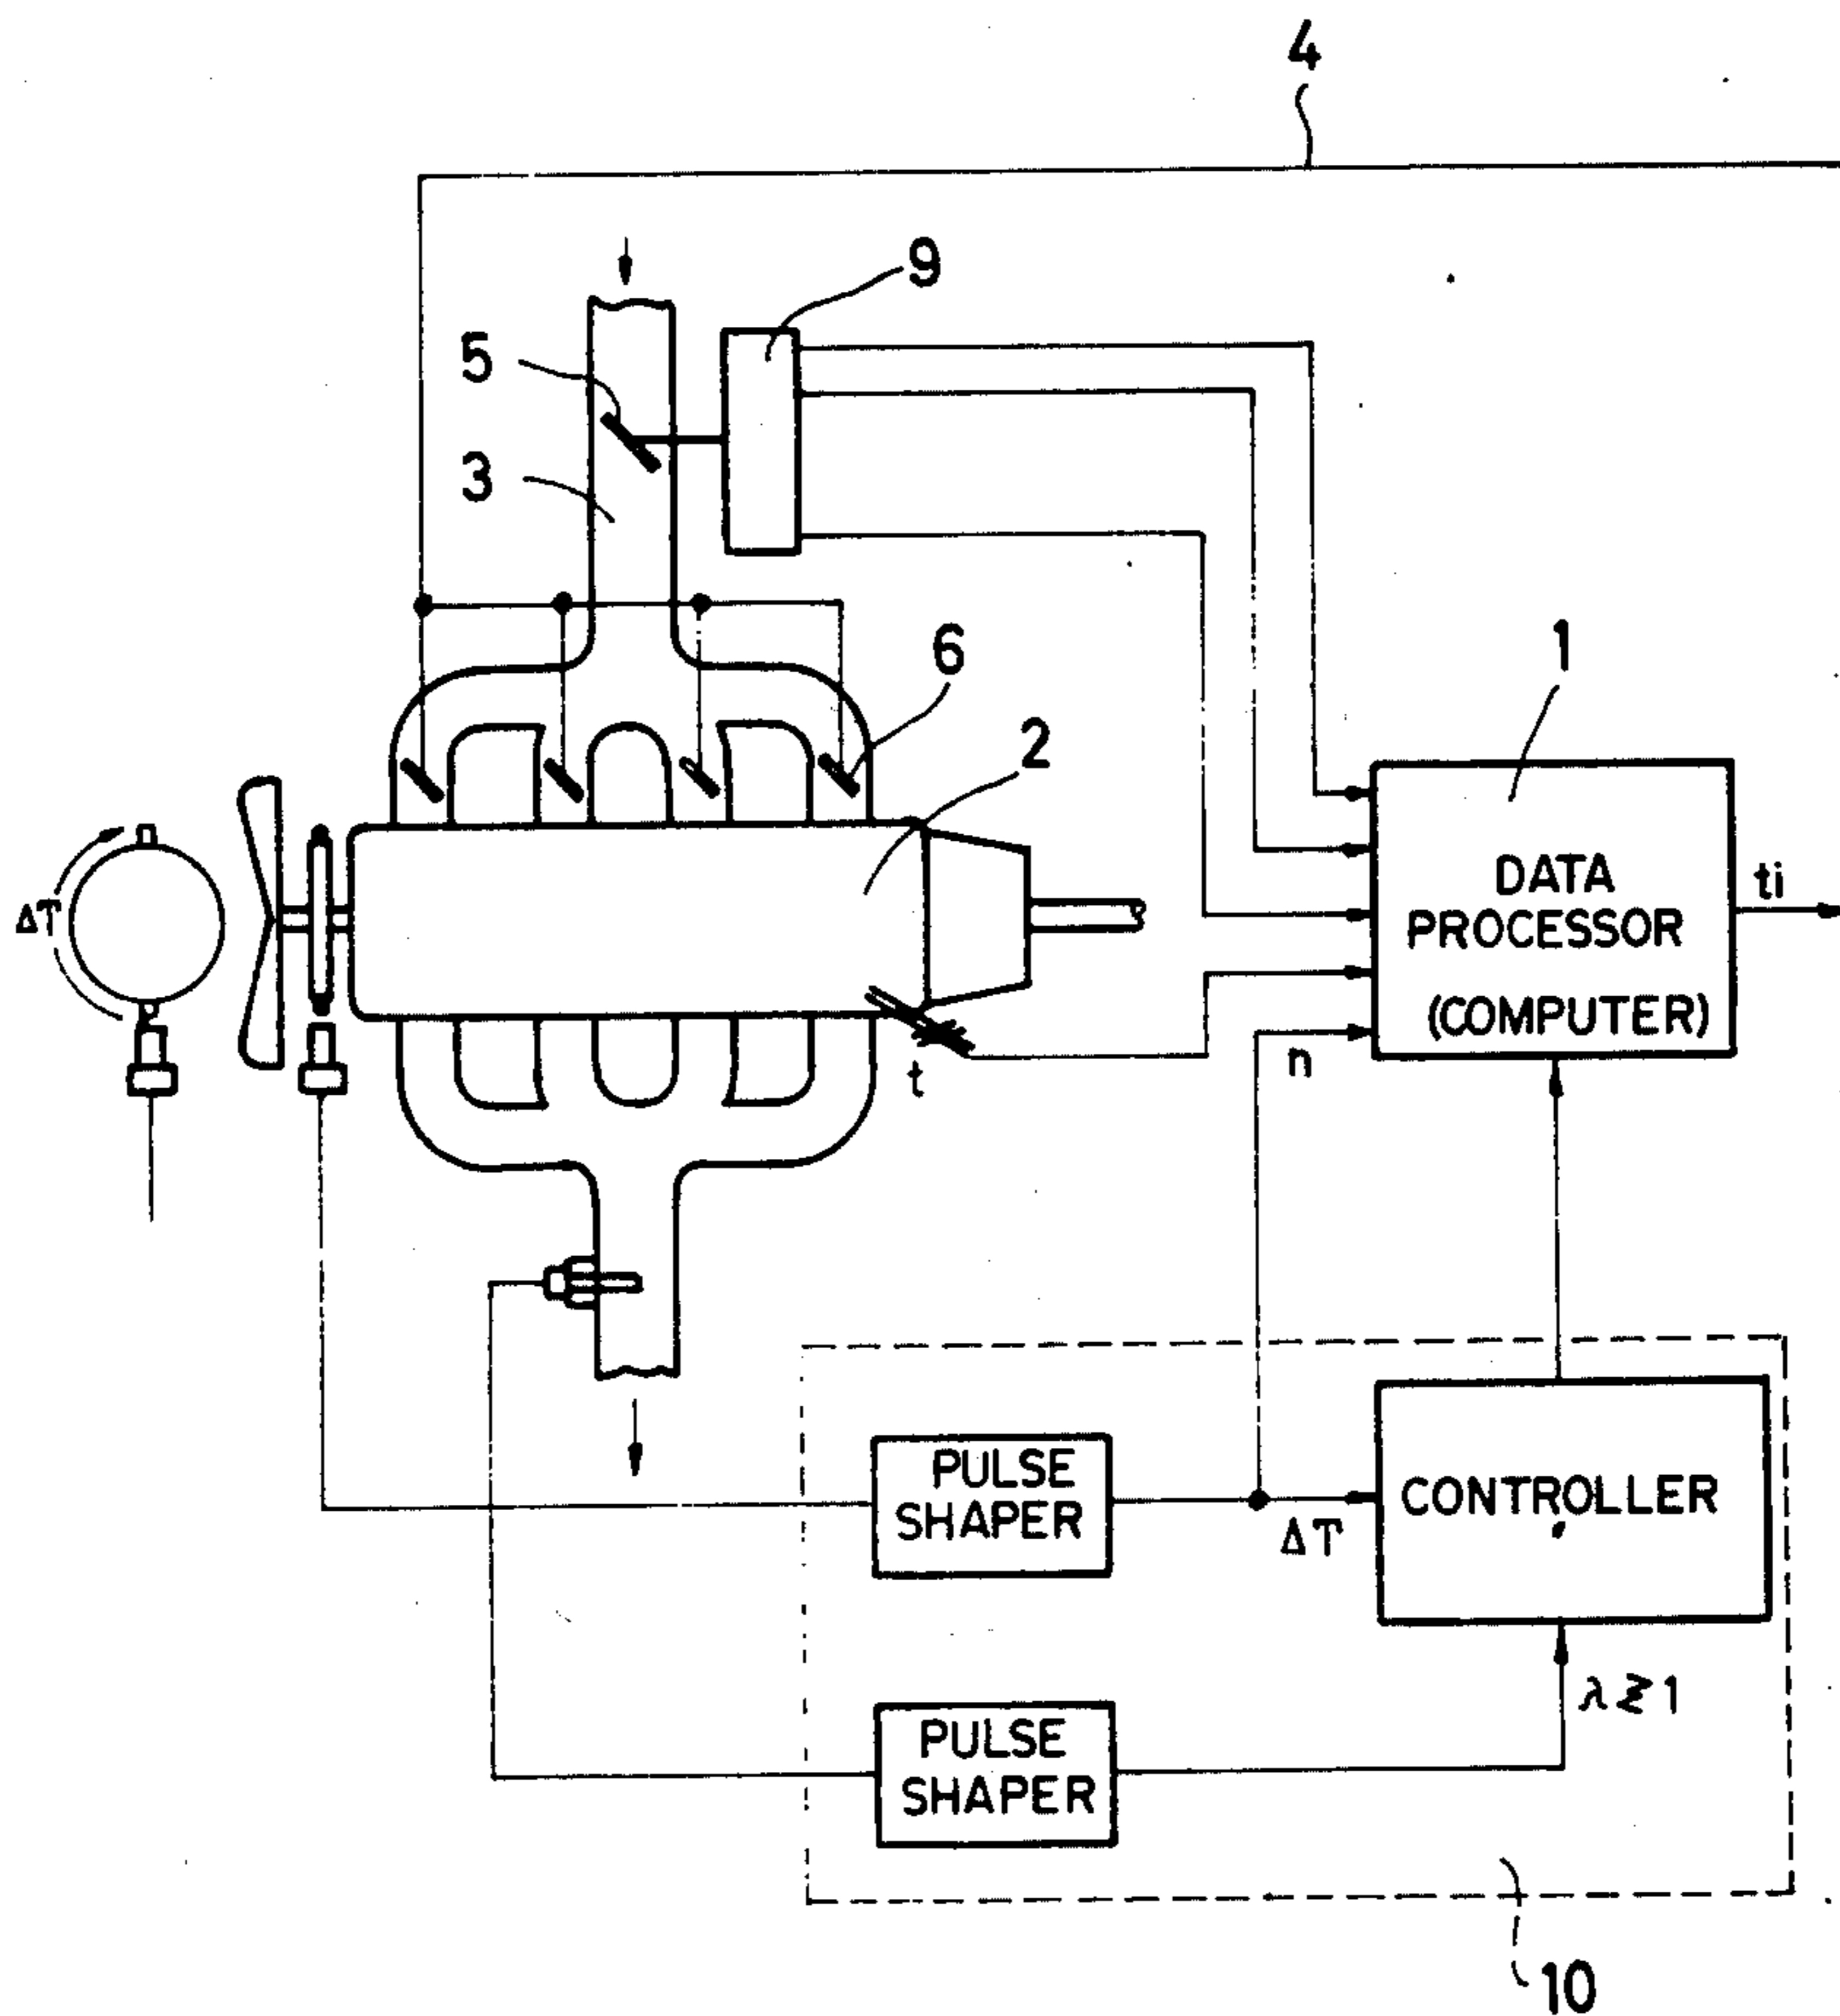 4
9
5
3
6
1
2
DATA
PROCESSOR
(COMPUTER)
ti
ΔT
n
t
PULSE
SHAPER
ΔT
CONTROLLER
λ≷1
PULSE
SHAPER
10